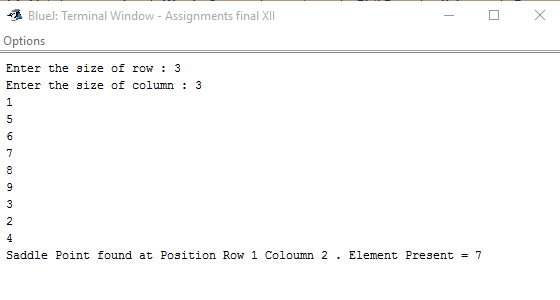 BlueJ: Terminal Window - Assignments final XII
Options
Enter the size of row : 3
Enter the size of column : 3
1
5
6
7
8
9
3
2
4
Saddle Point found at Position Row 1 Coloumn 2 . Element Present = 7